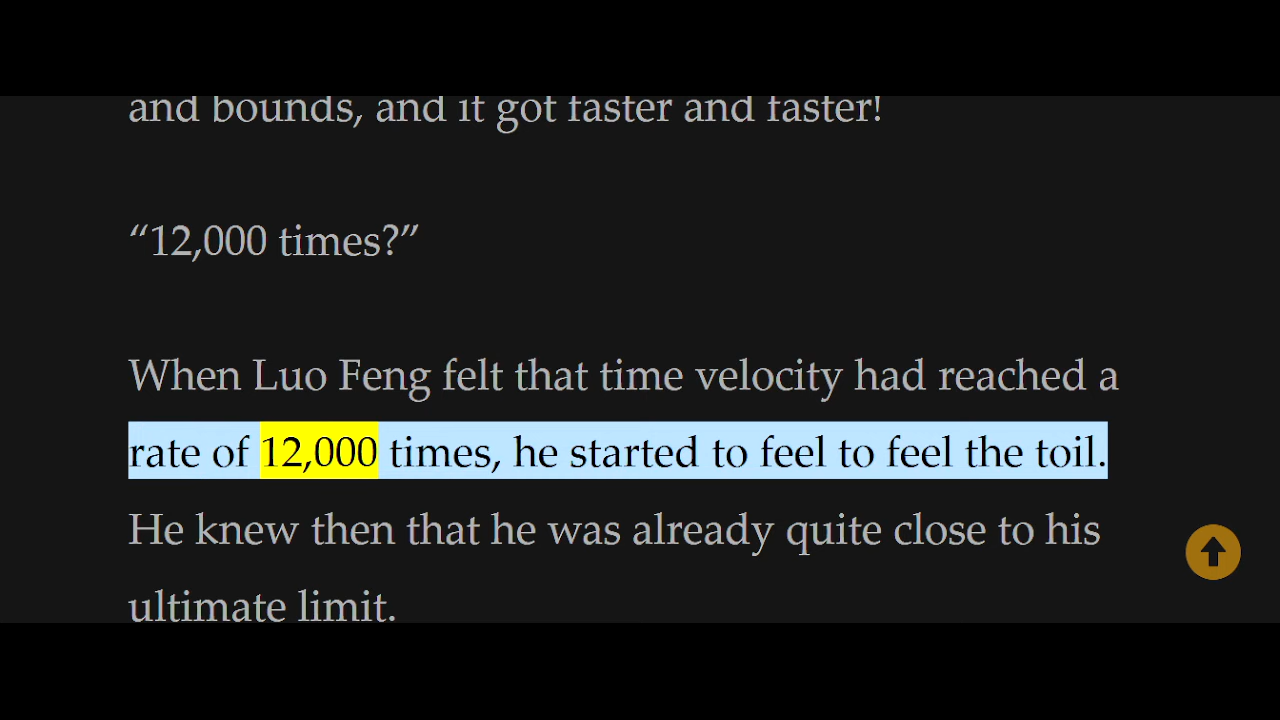 and bounds, and it got faster and faster!
“12,000 times?”
When Luo Feng felt that time velocity had reached a
rate of 12,000 times, he started to feel to feel the toil.
He knew then that he was already quite close to his
ultimate limit.